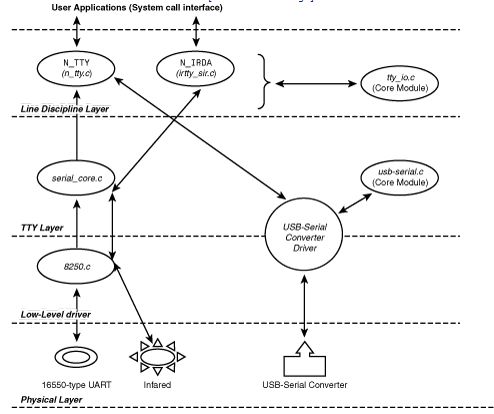 User Applications (System call interface)
N_TTY
(n_tty.c)
N_IRDA
(irtty_sir.c)
tty_io.c
(Core Module)
Line Discipline Layer
serial_core.c
usb-serial.c
(Core Module)
USB-Serial
Converter
Driver
TTY Layer
8250.c
Low-Level driver
16550-type UART
Infared
USB-Serial Converter
Physical Layer